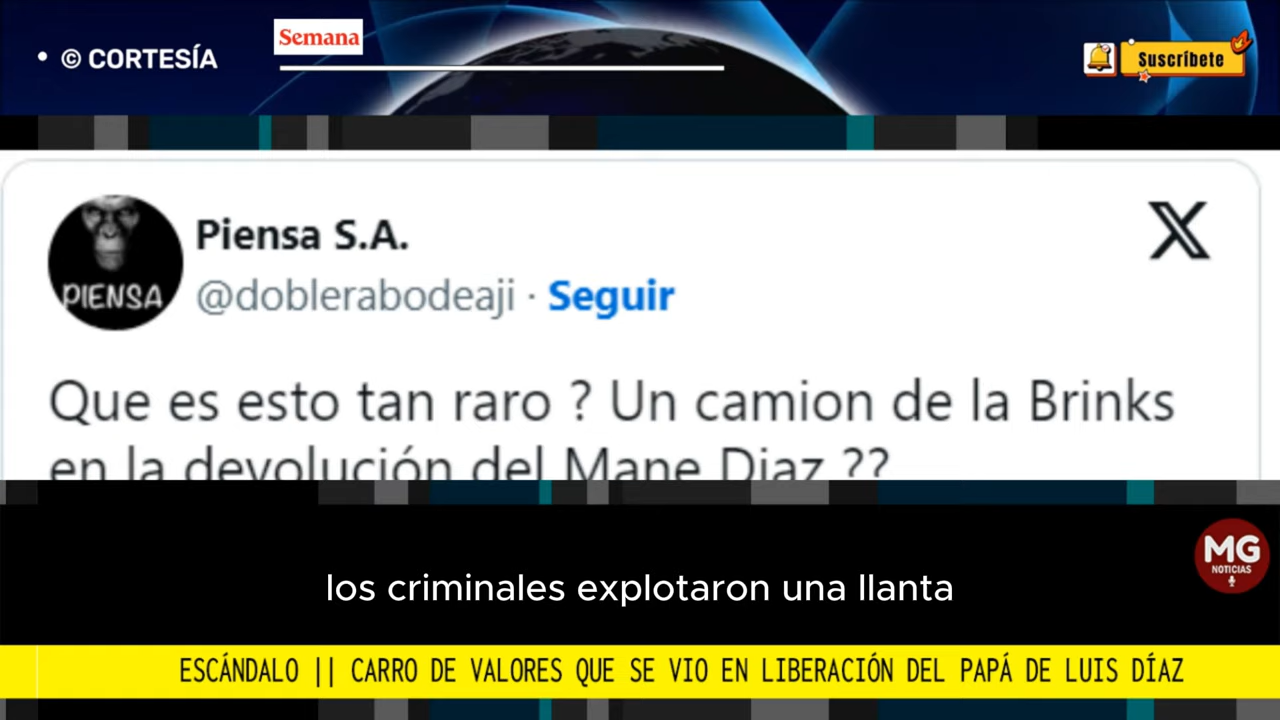 • © CORTESÍA
Semana
Suscríbete
PIENSA
Piensa S.A.
@doblerabodeaji · Seguir
Que es esto tan raro ? Un camion de la Brinks
en la devolución del Mane Diaz ??
MG
NOTICIAS
los criminales explotaron una llanta
ESCÁNDALO || CARRO DE VALORES QUE SE VIO EN LIBERACIÓN DEL PAPÁ DE LUIS DÍAZ